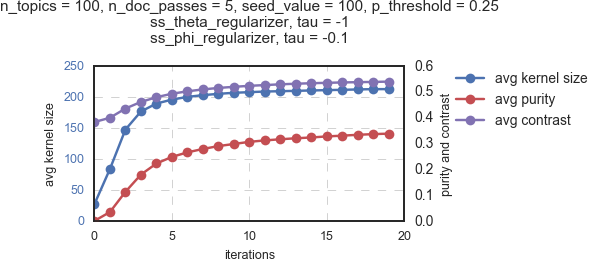 n_topics = 100, n_doc_passes = 5, seed_value = 100, p_threshold = 0.25
ss_theta_regularizer, tau = -1
ss_phi_regularizer, tau = -0.1
250
200
150
100
50
0
avg kernel size
0
5
10
15
20
iterations
0.6
0.5
0.4
0.3
0.2
0.1
0.0
purity and contrast
avg kernel size
avg purity
avg contrast